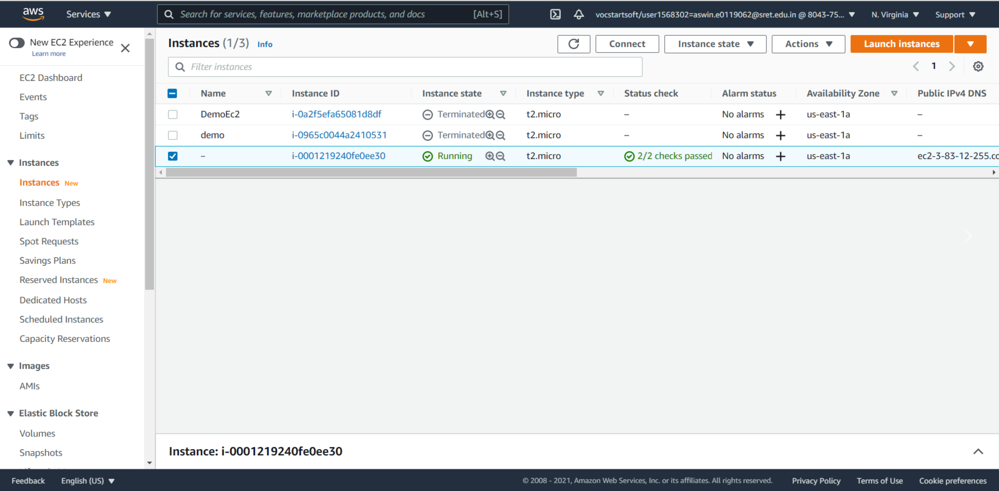 aws Services Search for services, features, marketplace products, and docs [Alt+S] vocstartsoft/user1568302=aswin.e0119062@sret.edu.in @ 8043-75... N. Virginia Support
New EC2 Experience
Learn more
EC2 Dashboard
Events
Tags
Limits
Instances
Instances New
Instance Types
Launch Templates
Spot Requests
Savings Plans
Reserved Instances New
Dedicated Hosts
Scheduled Instances
Capacity Reservations
Images
AMIs
Elastic Block Store
Volumes
Snapshots
Instances (1/3) Info Connect Instance state Actions Launch instances
Filter instances 1
Name Instance ID Instance state Instance type Status check Alarm status Availability Zone Public IPv4 DNS
DemoEc2 i-0a2f5efa65081d8df Terminated t2.micro – No alarms us-east-1a –
demo i-0965c0044a2410531 Terminated t2.micro – No alarms us-east-1a –
– i-0001219240fe0ee30 Running t2.micro 2/2 checks passed No alarms us-east-1a ec2-3-83-12-255.co
Instance: i-0001219240fe0ee30
Feedback English (US) © 2008 - 2021, Amazon Web Services, Inc. or its affiliates. All rights reserved. Privacy Policy Terms of Use Cookie preferences